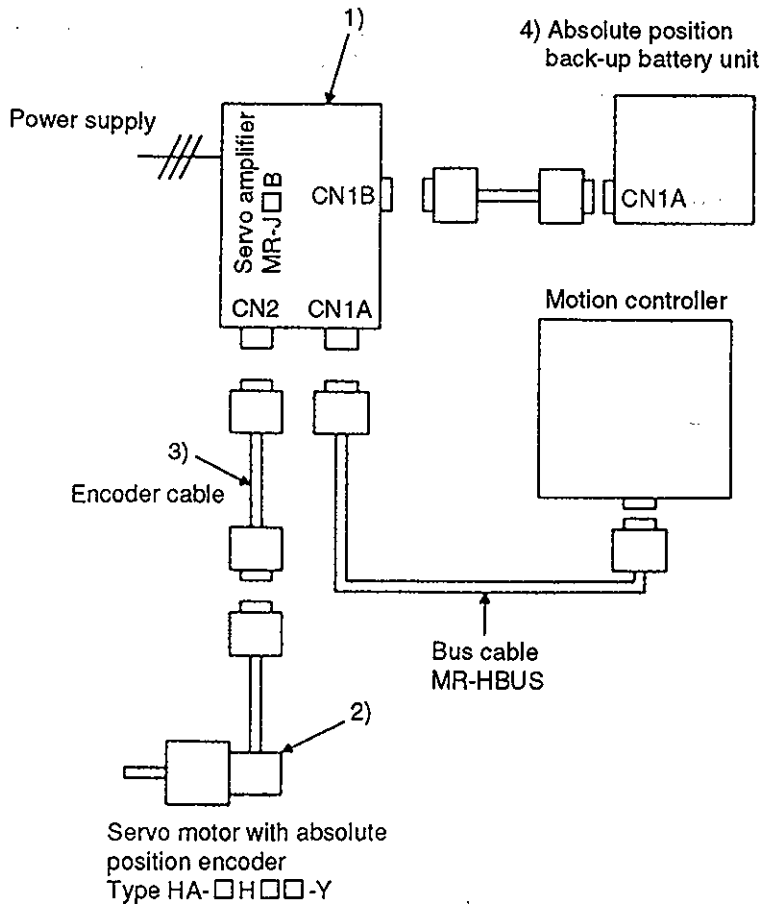 1)
4) Absolute position
back-up battery unit
Power supply
Servo amplifier
MR-J□B
CN1B
CN1A
CN2
CN1A
Motion controller
3)
Encoder cable
Bus cable
MR-HBUS
2)
Servo motor with absolute
position encoder
Type HA-□H□□-Y